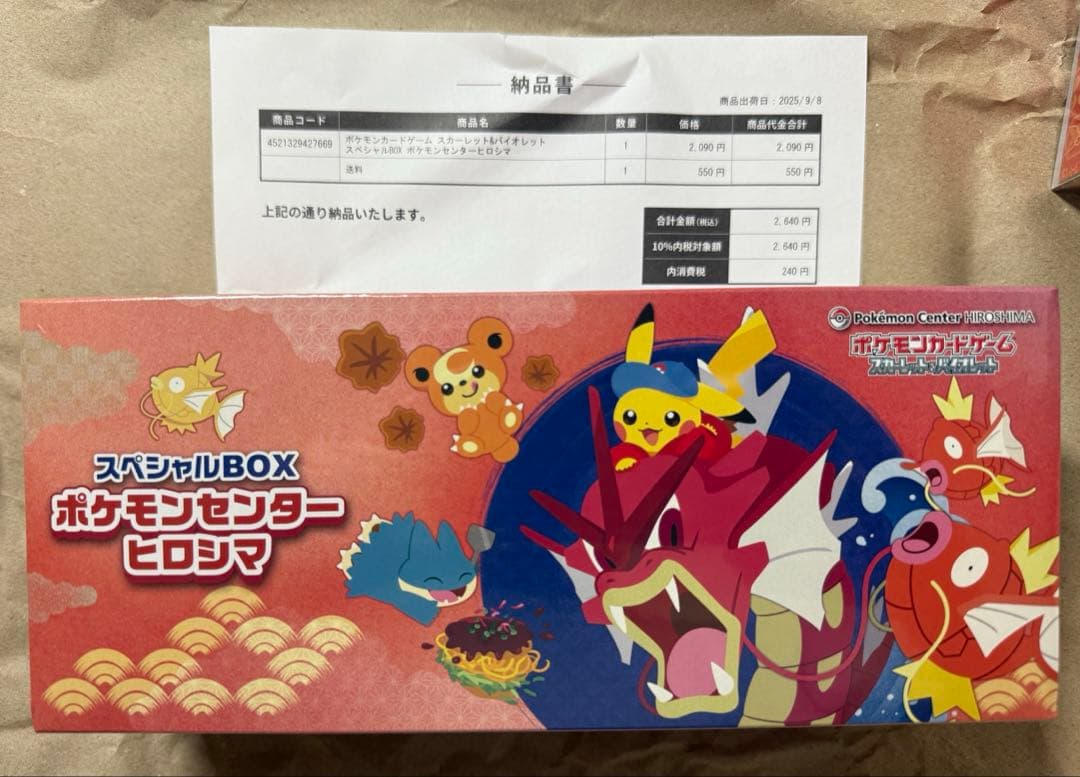 納品書
商品出荷日：2025/9/8
商品コード 商品名 数量 価格 商品代金合計
4521329427669 ポケモンカードゲーム スカーレット&バイオレット 1 2,090 円 2,090 円
スペシャルBOX ポケモンセンターヒロシマ
送料 1 550 円 550 円
上記の通り納品いたします。
合計金額(税込) 2,640 円
10%内税対象額 2,640 円
内消費税 240 円
Pokémon Center HIROSHIMA
ポケモンカードゲーム
スカーレット&バイオレット
スペシャルBOX
ポケモンセンター
ヒロシマ